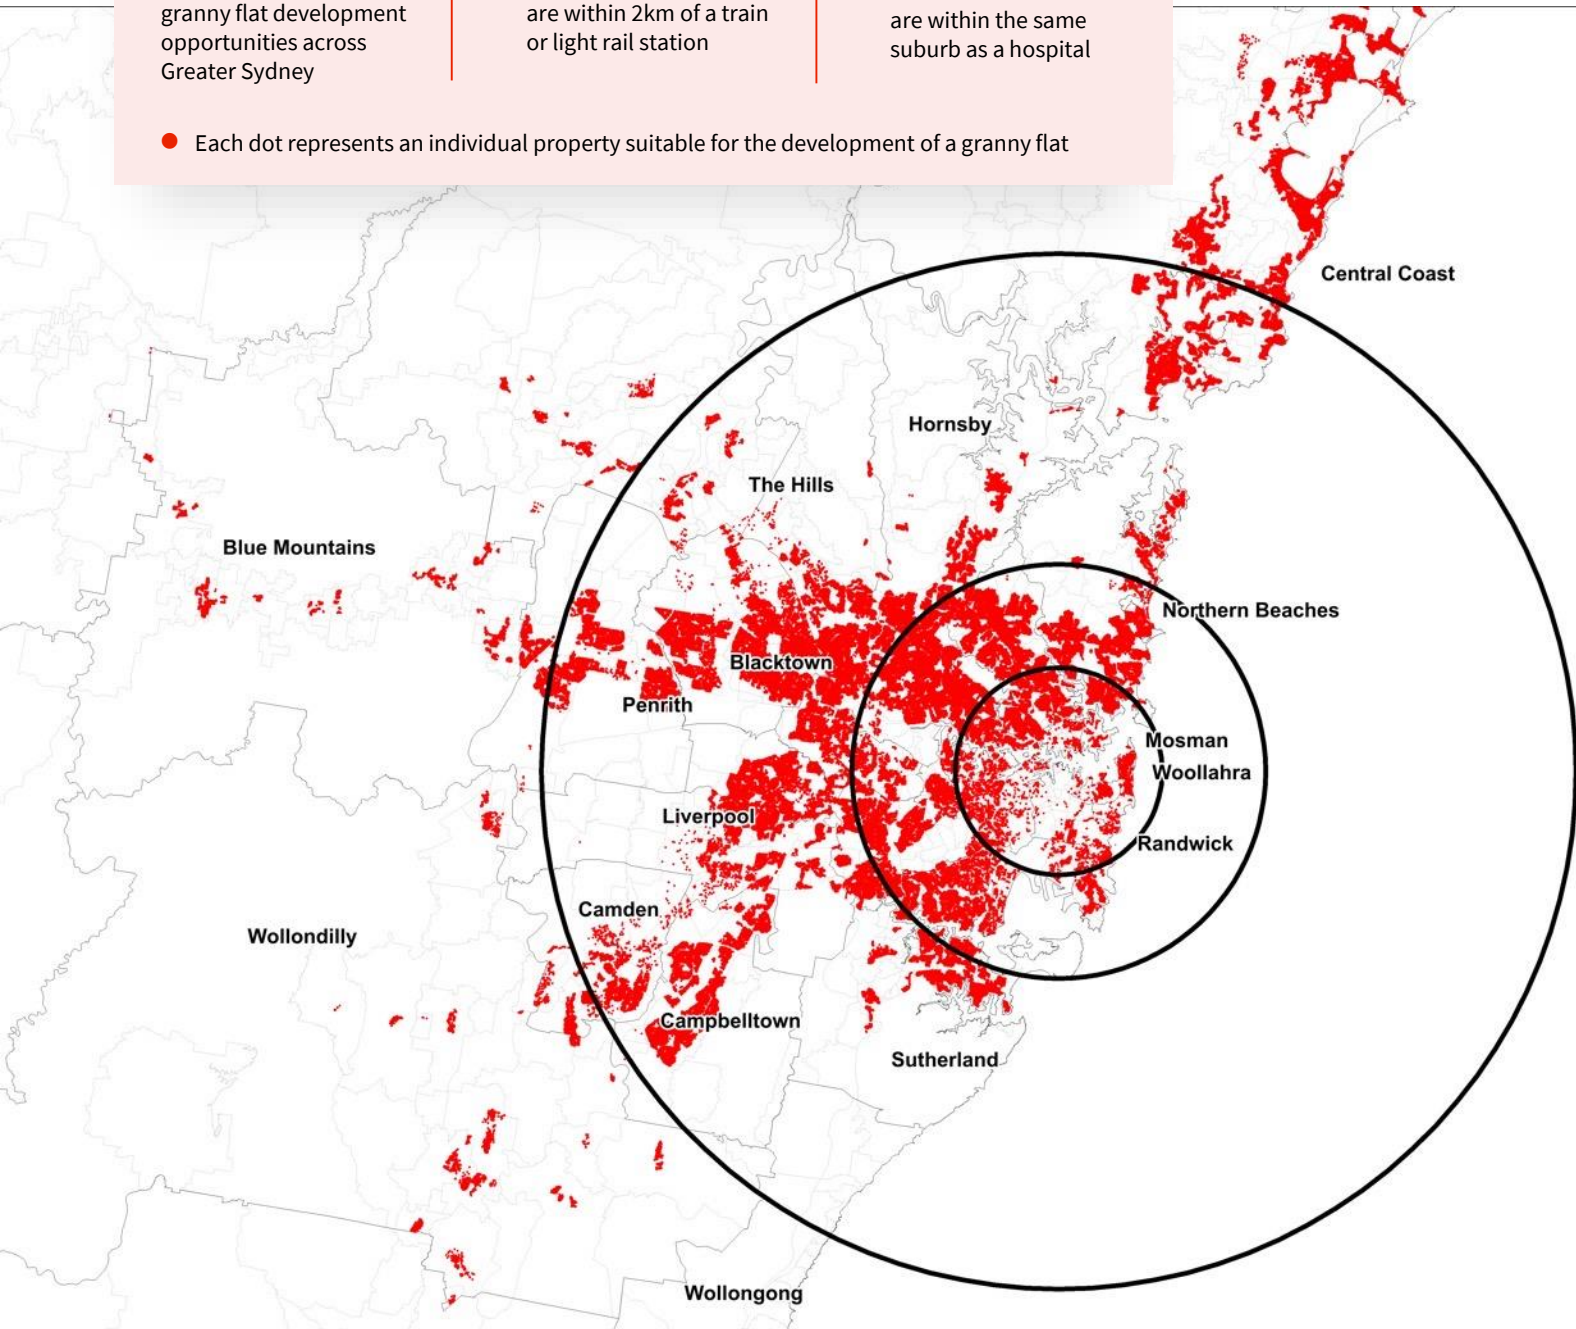 granny flat development
opportunities across
Greater Sydney
are within 2km of a train
or light rail station
are within the same
suburb as a hospital
Each dot represents an individual property suitable for the development of a granny flat
Central Coast
Hornsby
The Hills
Blue Mountains
Northern Beaches
Blacktown
Penrith
Mosman
Woollahra
Liverpool
Randwick
Camden
Wollondilly
Campbelltown
Sutherland
Wollongong